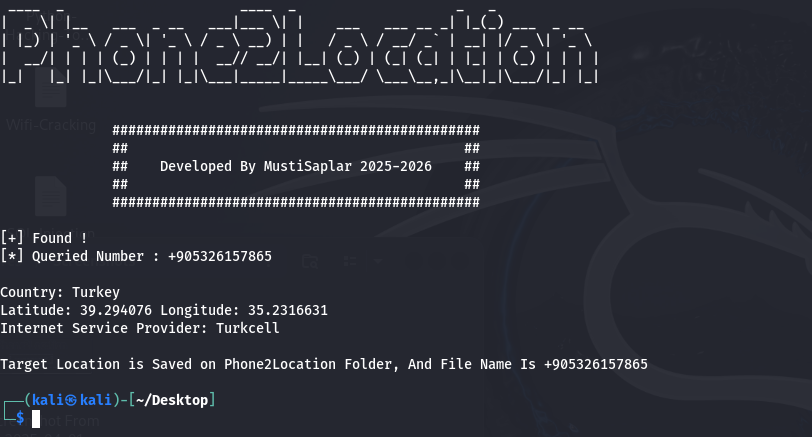 Phone2Location
##############################################
## ##
## Developed By MustiSaplar 2025-2026 ##
## ##
##############################################
[+] Found !
[*] Queried Number : +905326157865
Country: Turkey
Latitude: 39.294076 Longitude: 35.2316631
Internet Service Provider: Turkcell
Target Location is Saved on Phone2Location Folder, And File Name Is +905326157865
┌──(kali㉿kali)-[~/Desktop]
└─$
Wifi-Cracking